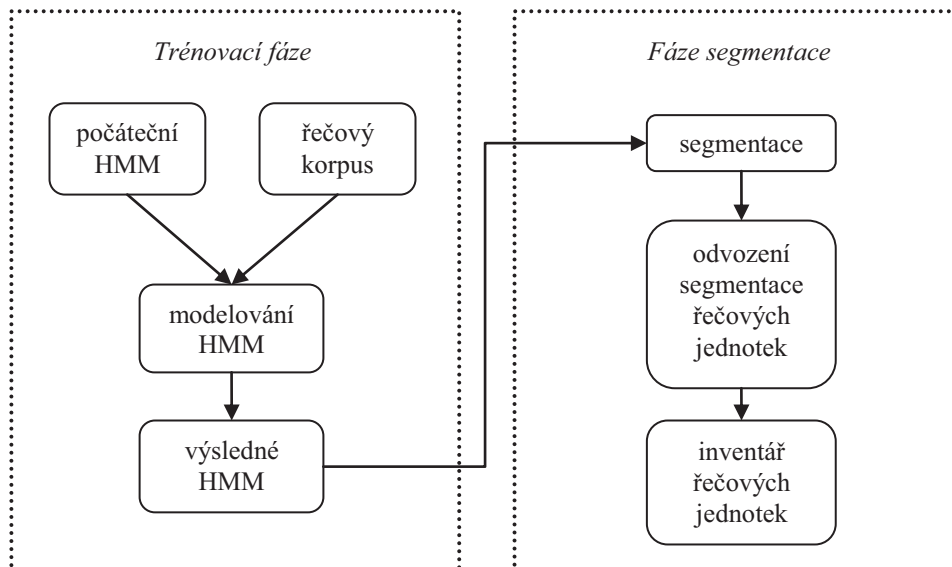 Trénovací fáze
počáteční
HMM
řečový
korpus
modelování
HMM
výsledné
HMM
Fáze segmentace
segmentace
odvození
segmentace
řečových
jednotek
inventář
řečových
jednotek